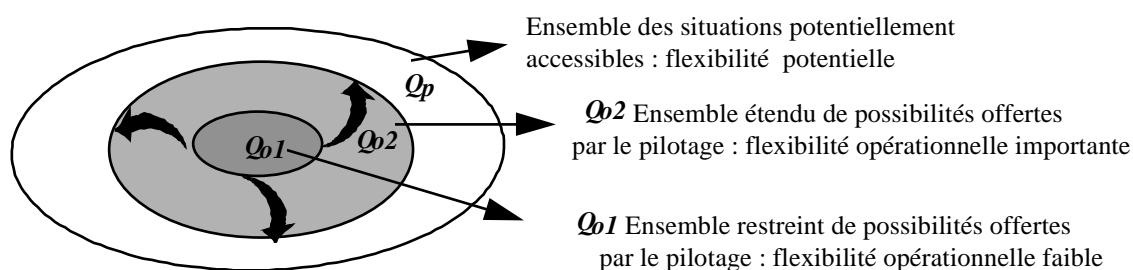 Ensemble des situations potentiellement
accessibles : flexibilité potentielle
Qp
Qo2 Ensemble étendu de possibilités offertes
par le pilotage : flexibilité opérationnelle importante
Qo2
Qo1
Qo1 Ensemble restreint de possibilités offertes
par le pilotage : flexibilité opérationnelle faible